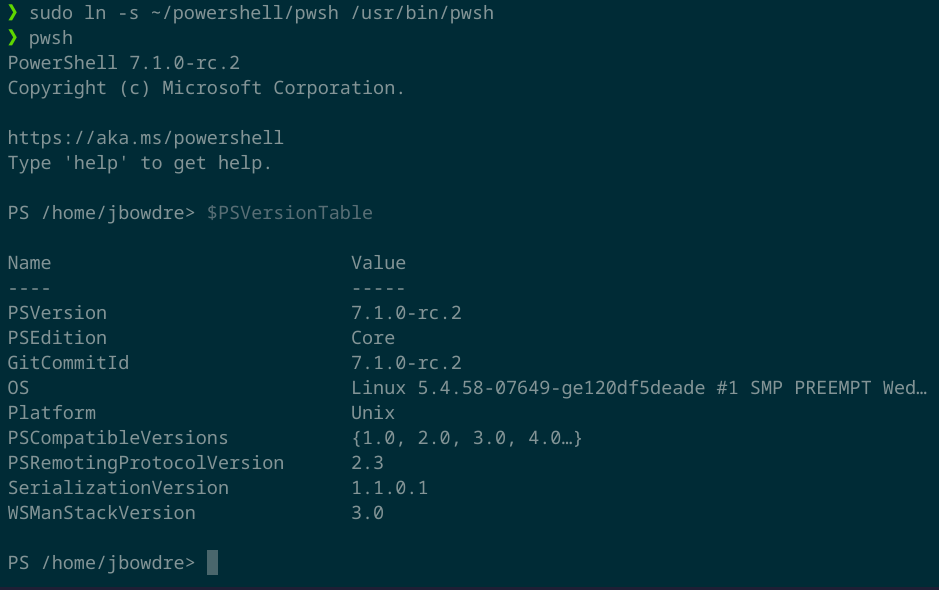 ❯ sudo ln -s ~/powershell/pwsh /usr/bin/pwsh
❯ pwsh
PowerShell 7.1.0-rc.2
Copyright (c) Microsoft Corporation.
https://aka.ms/powershell
Type 'help' to get help.
PS /home/jbowdre> $PSVersionTable
Name                           Value
----                           -----
PSVersion                      7.1.0-rc.2
PSEdition                      Core
GitCommitId                    7.1.0-rc.2
OS                             Linux 5.4.58-07649-ge120df5deade #1 SMP PREEMPT Wed…
Platform                       Unix
PSCompatibleVersions           {1.0, 2.0, 3.0, 4.0…}
PSRemotingProtocolVersion      2.3
SerializationVersion           1.1.0.1
WSManStackVersion              3.0
PS /home/jbowdre>